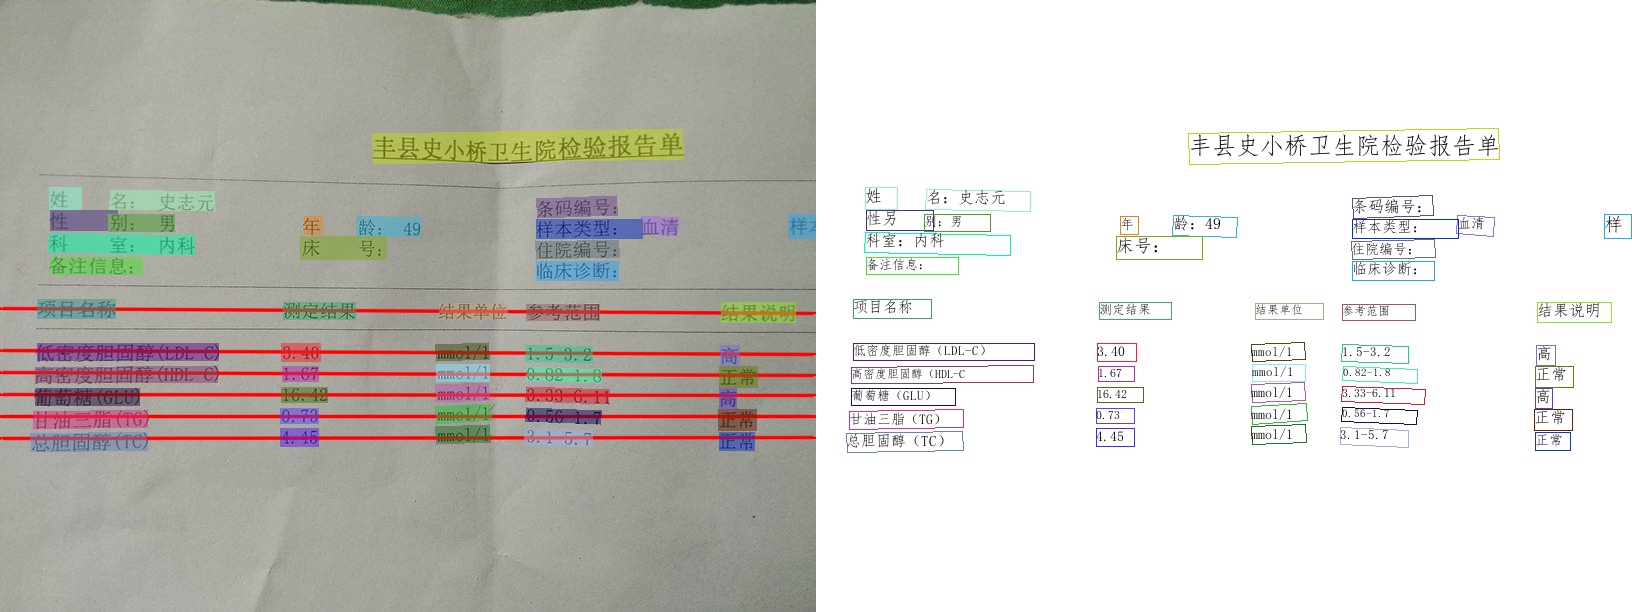 丰县史小桥卫生院检验报告单
姓 名: 史志元 条码编号:
性 别: 男 年 龄: 49 样本类型: 血清 样本
科 室: 内科 床 号: 住院编号:
备注信息: 临床诊断:
项目名称 测定结果 结果单位 参考范围 结果说明
低密度胆固醇(LDL-C) 3.40 mmol/l 1.5-3.2 高
高密度胆固醇(HDL-C) 1.67 mmol/l 0.82-1.8 正常
葡萄糖(GLU) 16.42 mmol/l 3.33-6.11 高
甘油三脂(TG) 0.73 mmol/l 0.56-1.7 正常
总胆固醇(TC) 4.45 mmol/l 3.1-5.7 正常
丰县史小桥卫生院检验报告单
姓 名: 史志元 条码编号:
性男 别: 男 年 龄: 49 样本类型: 血清 样
科室: 内科 床号: 住院编号:
备注信息: 临床诊断:
项目名称 测定结果 结果单位 参考范围 结果说明
低密度胆固醇(LDL-C) 3.40 mmol/l 1.5-3.2 高
高密度胆固醇(HDL-C 1.67 mmol/l 0.82-1.8 正常
葡萄糖(GLU) 16.42 mmol/l 3.33-6.11 高
甘油三脂(TG) 0.73 mmol/l 0.56-1.7 正常
总胆固醇(TC) 4.45 mmol/l 3.1-5.7 正常